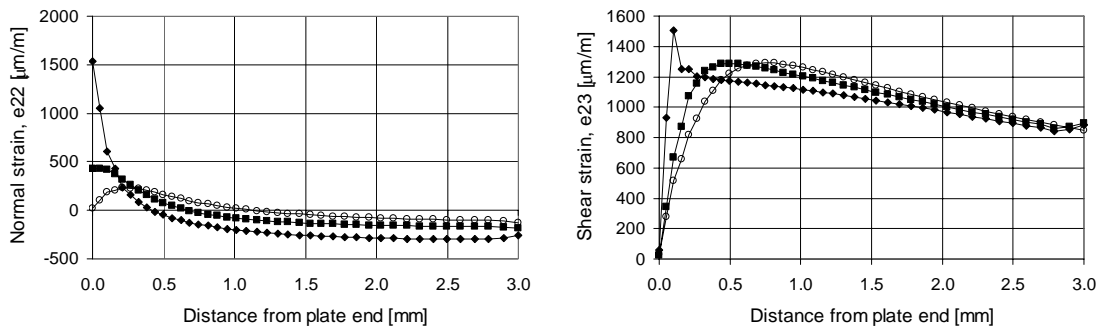 Normal strain, e22 [μm/m]
2000
1500
1000
500
0
-500
0.0 0.5 1.0 1.5 2.0 2.5 3.0
Distance from plate end [mm]
Shear strain, e23 [μm/m]
1600
1400
1200
1000
800
600
400
200
0
0.0 0.5 1.0 1.5 2.0 2.5 3.0
Distance from plate end [mm]